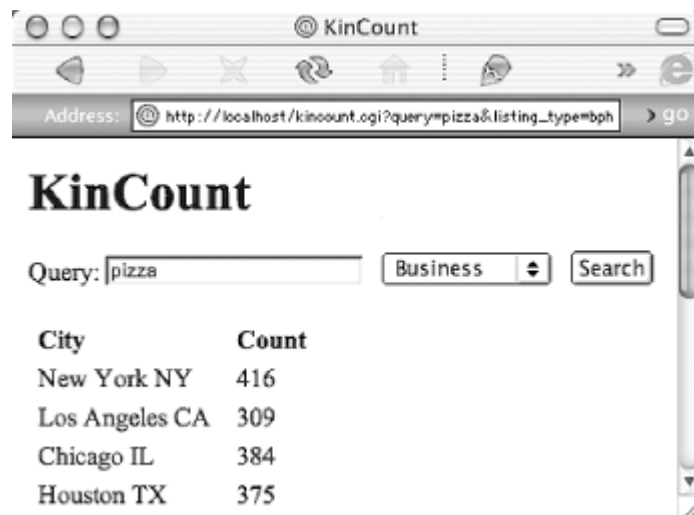 KinCount
Address: http://localhost/kincount.cgi?query=pizza&listing_type=bph go
KinCount
Query: pizza Business Search
City Count
New York NY 416
Los Angeles CA 309
Chicago IL 384
Houston TX 375